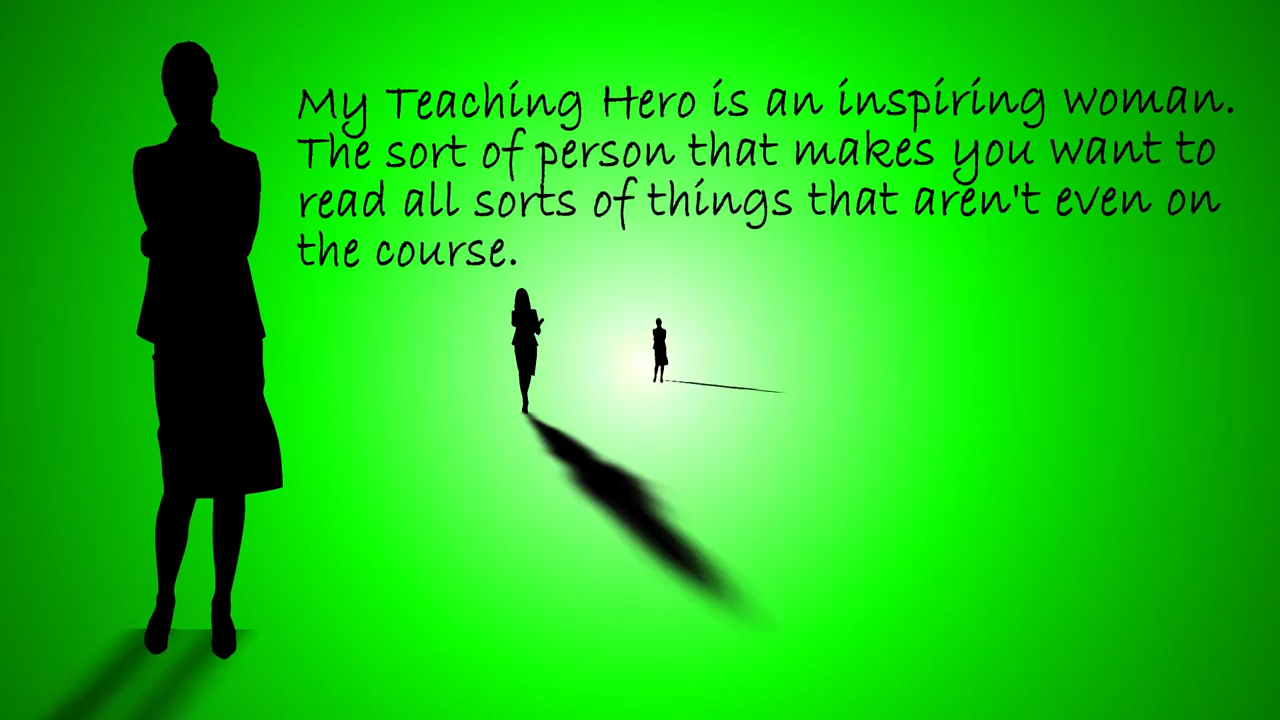 My Teaching Hero is an inspiring woman.
The sort of person that makes you want to
read all sorts of things that aren't even on
the course.